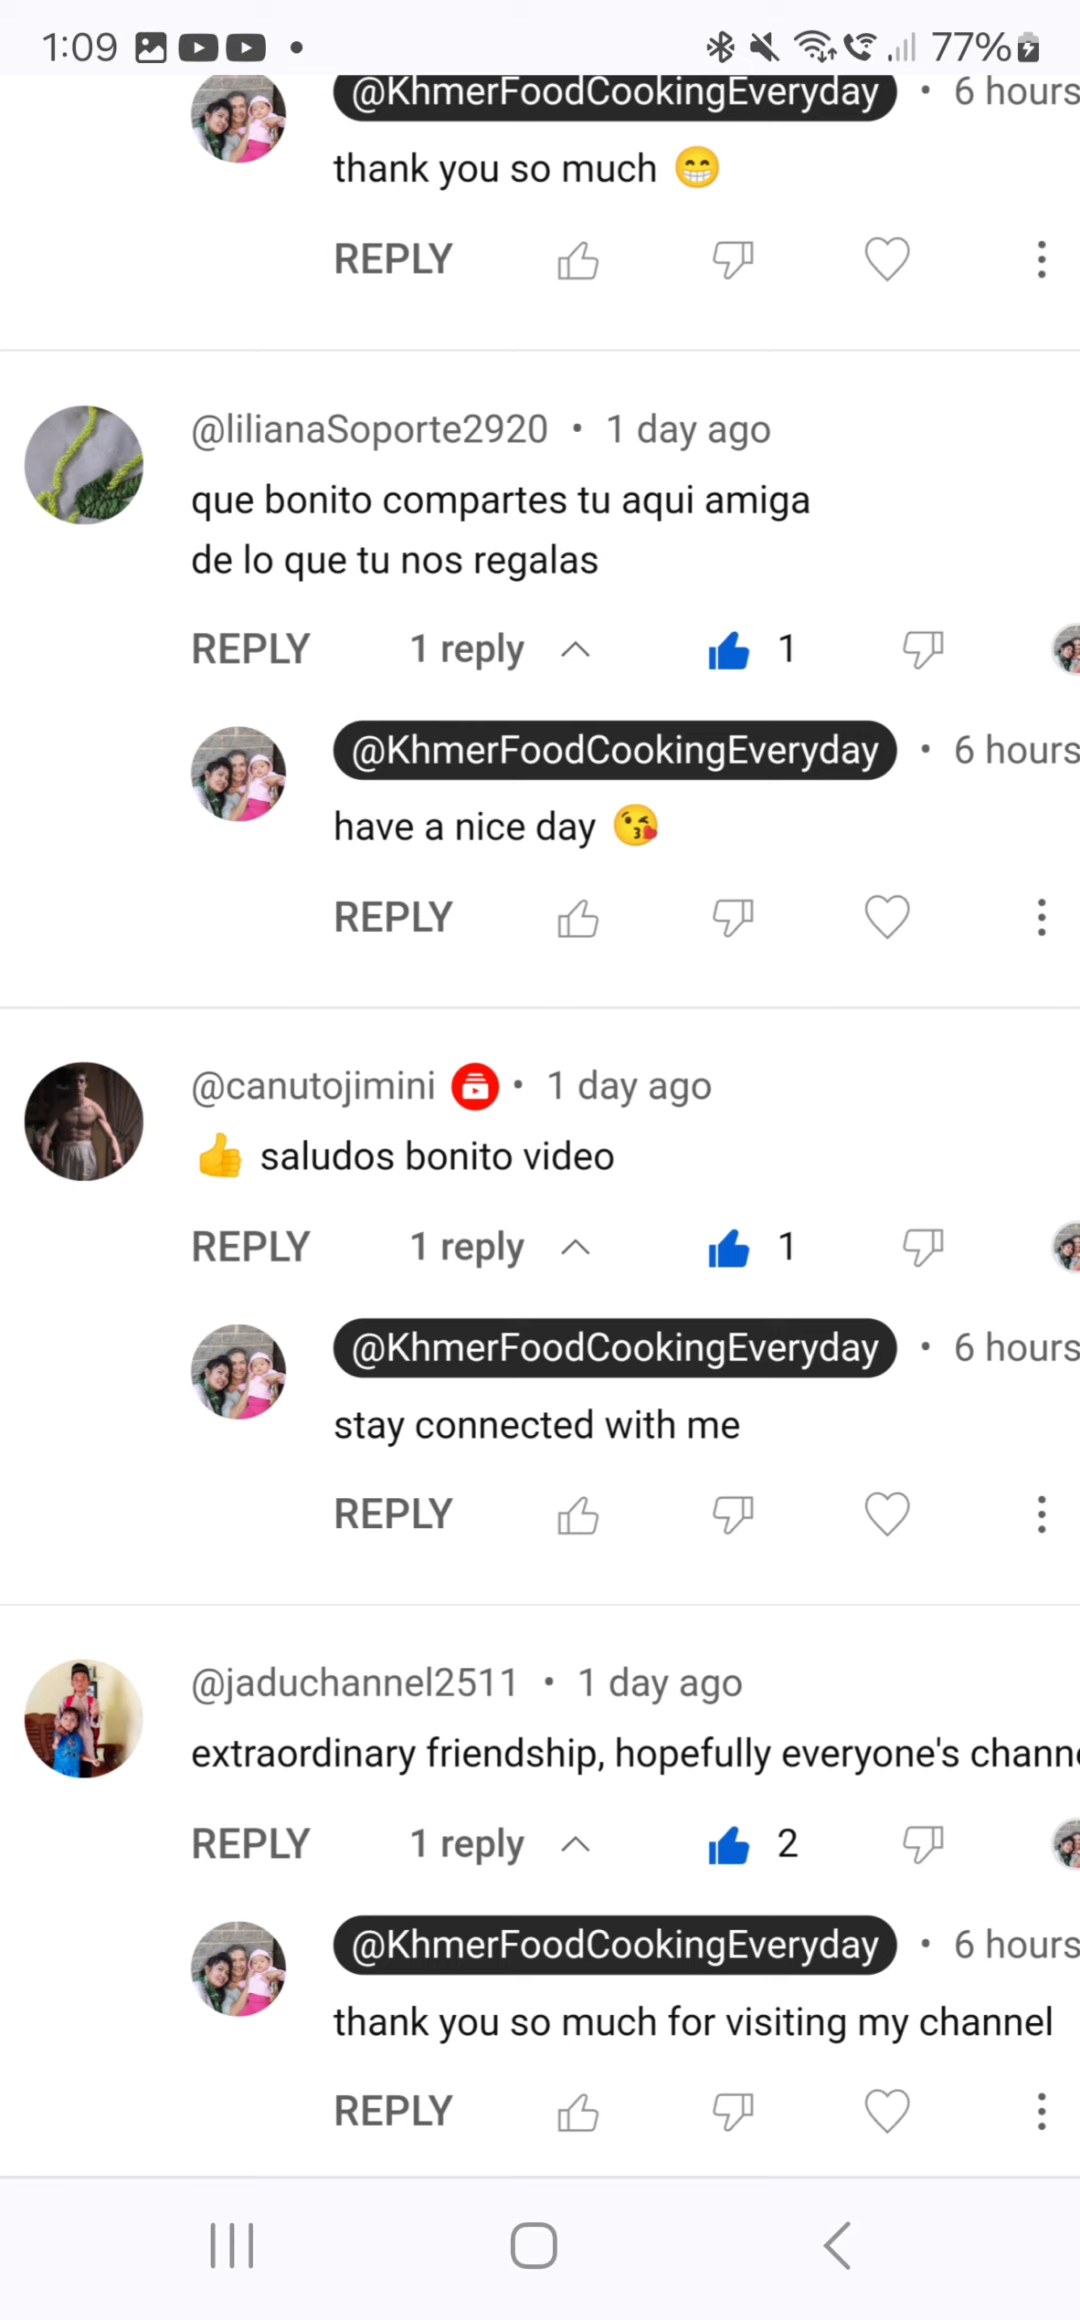 1:09 77%
@KhmerFoodCookingEveryday • 6 hours
thank you so much 😁
REPLY
@lilianaSoporte2920 • 1 day ago
que bonito compartes tu aqui amiga
de lo que tu nos regalas
REPLY 1 reply 1
@KhmerFoodCookingEveryday • 6 hours
have a nice day 😘
REPLY
@canutojimini • 1 day ago
👍 saludos bonito video
REPLY 1 reply 1
@KhmerFoodCookingEveryday • 6 hours
stay connected with me
REPLY
@jaduchannel2511 • 1 day ago
extraordinary friendship, hopefully everyone's
REPLY 1 reply 2
@KhmerFoodCookingEveryday • 6 hours
thank you so much for visiting my channel
REPLY